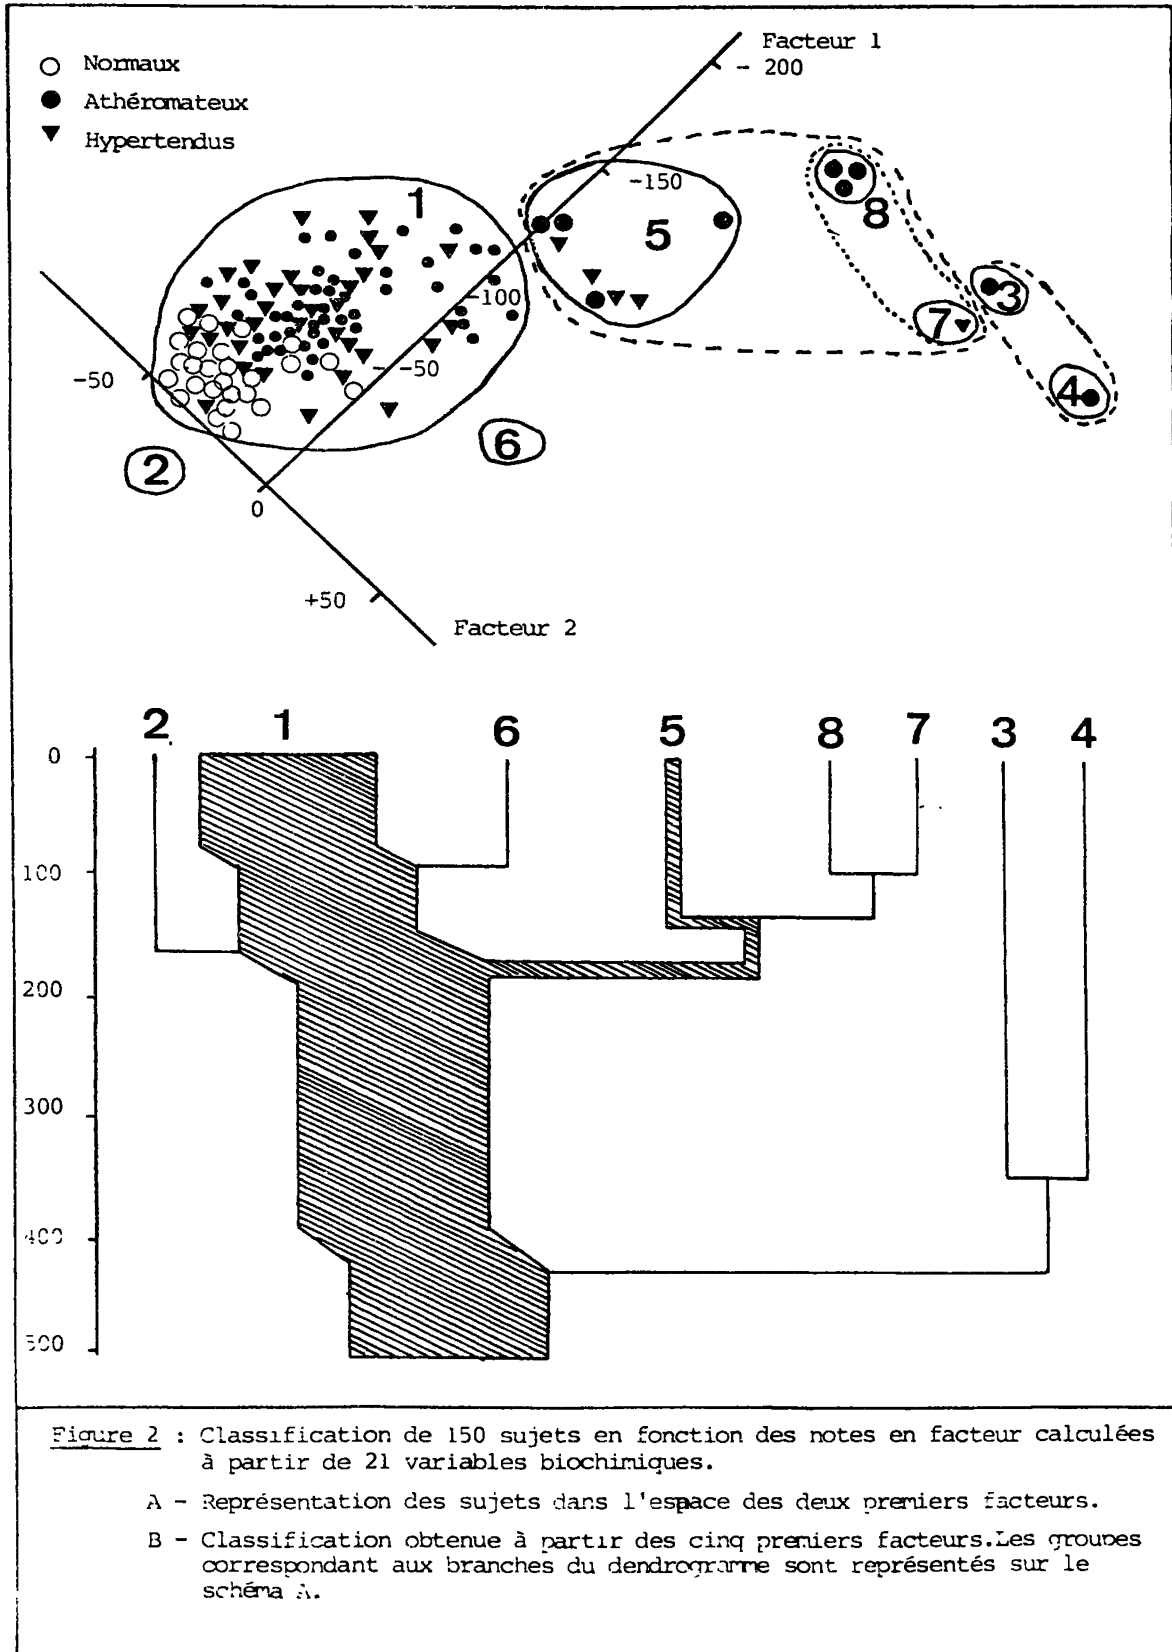 Facteur 1
- 200
Normaux
Athéromateux
Hypertendus
-150
1
5
8
-100
3
7
-50
-50
4
2
6
0
+50
Facteur 2
2 1 6 5 8 7 3 4
0
100
200
300
400
500
Figure 2 : Classification de 150 sujets en fonction des notes en facteur calculées
à partir de 21 variables biochimiques.
A - Représentation des sujets dans l'espace des deux premiers facteurs.
B - Classification obtenue à partir des cinq premiers facteurs.Les groupes
correspondant aux branches du dendrogramme sont représentés sur le
schéma A.